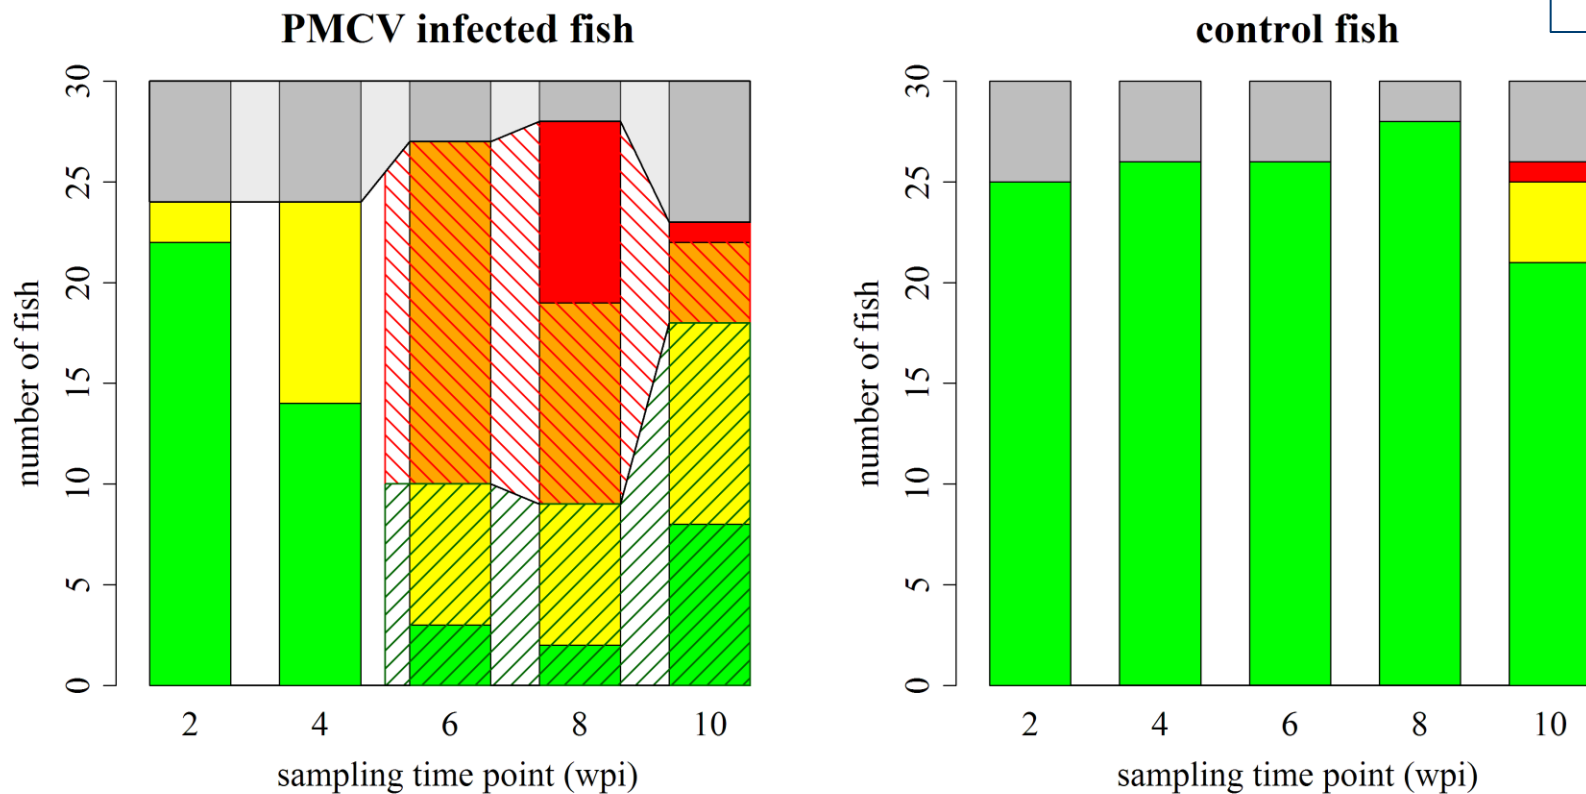 PMCV infected fish
number of fish
0 5 10 15 20 25 30
2 4 6 8 10
sampling time point (wpi)
control fish
number of fish
0 5 10 15 20 25 30
2 4 6 8 10
sampling time point (wpi)